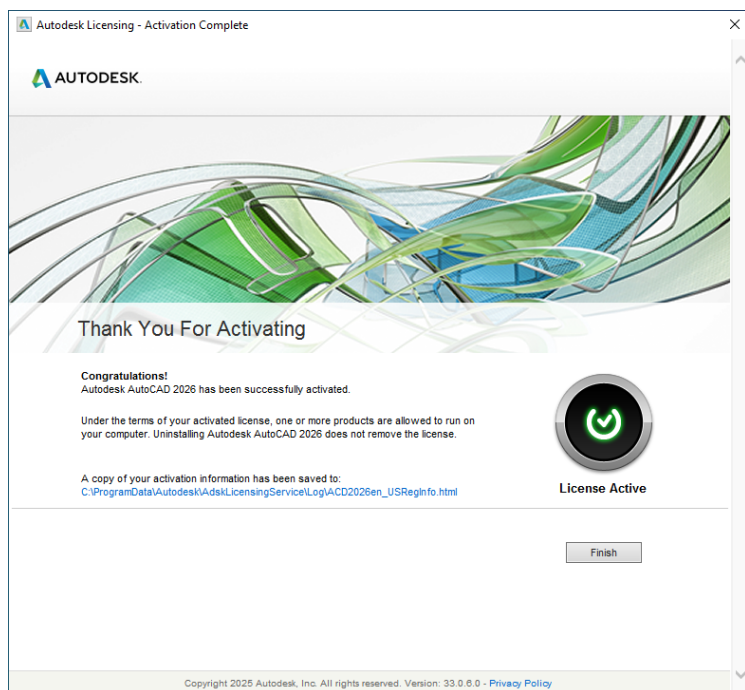 Autodesk Licensing - Activation Complete
AUTODESK.
Thank You For Activating
Congratulations!
Autodesk AutoCAD 2026 has been successfully activated.
Under the terms of your activated license, one or more products are allowed to run on
your computer. Uninstalling Autodesk AutoCAD 2026 does not remove the license.
A copy of your activation information has been saved to:
C:\ProgramData\Autodesk\AdskLicensingService\Log\ACD2026en_USRegInfo.html
License Active
Finish
Copyright 2025 Autodesk, Inc. All rights reserved. Version: 33.0.6.0 - Privacy Policy